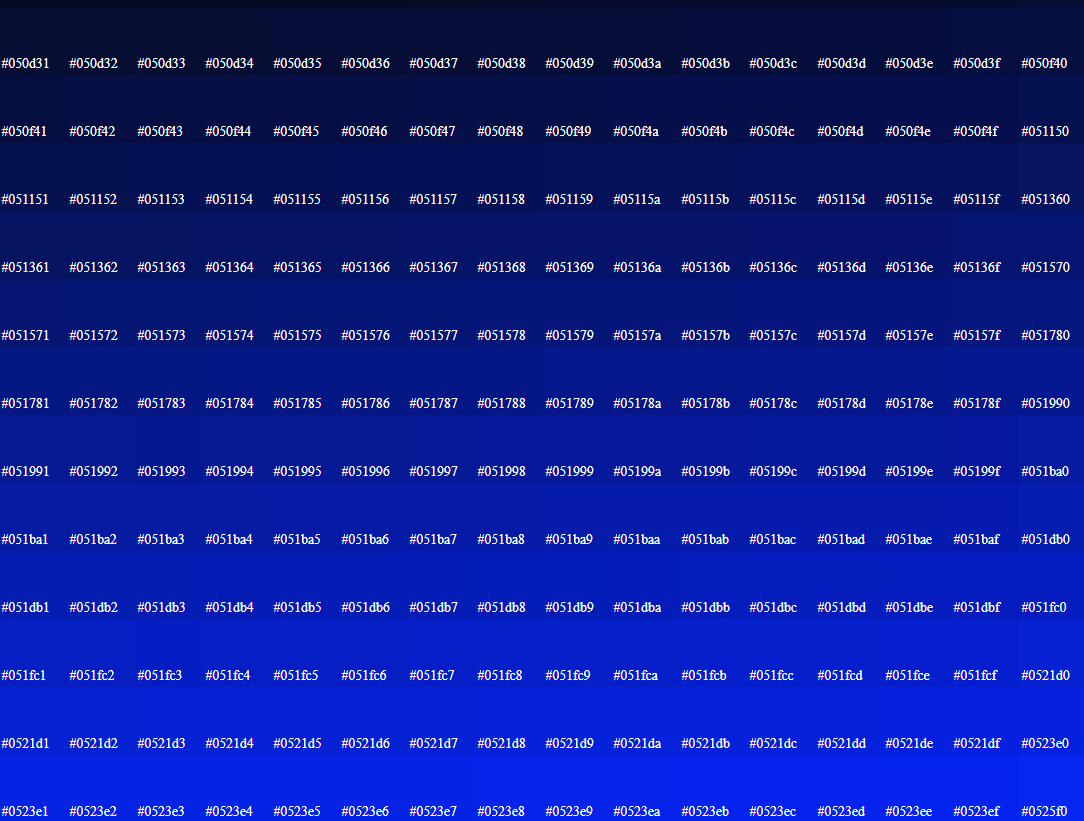 #050d31 #050d32 #050d33 #050d34 #050d35 #050d36 #050d37 #050d38 #050d39 #050d3a #050d3b #050d3c #050d3d #050d3e #050d3f #050f40
#050f41 #050f42 #050f43 #050f44 #050f45 #050f46 #050f47 #050f48 #050f49 #050f4a #050f4b #050f4c #050f4d #050f4e #050f4f #051150
#051151 #051152 #051153 #051154 #051155 #051156 #051157 #051158 #051159 #05115a #05115b #05115c #05115d #05115e #05115f #051360
#051361 #051362 #051363 #051364 #051365 #051366 #051367 #051368 #051369 #05136a #05136b #05136c #05136d #05136e #05136f #051570
#051571 #051572 #051573 #051574 #051575 #051576 #051577 #051578 #051579 #05157a #05157b #05157c #05157d #05157e #05157f #051780
#051781 #051782 #051783 #051784 #051785 #051786 #051787 #051788 #051789 #05178a #05178b #05178c #05178d #05178e #05178f #051990
#051991 #051992 #051993 #051994 #051995 #051996 #051997 #051998 #051999 #05199a #05199b #05199c #05199d #05199e #05199f #051ba0
#051ba1 #051ba2 #051ba3 #051ba4 #051ba5 #051ba6 #051ba7 #051ba8 #051ba9 #051baa #051bab #051bac #051bad #051bae #051baf #051db0
#051db1 #051db2 #051db3 #051db4 #051db5 #051db6 #051db7 #051db8 #051db9 #051dba #051dbb #051dbc #051dbd #051dbe #051dbf #051fc0
#051fc1 #051fc2 #051fc3 #051fc4 #051fc5 #051fc6 #051fc7 #051fc8 #051fc9 #051fca #051fcb #051fcc #051fcd #051fce #051fcf #0521d0
#0521d1 #0521d2 #0521d3 #0521d4 #0521d5 #0521d6 #0521d7 #0521d8 #0521d9 #0521da #0521db #0521dc #0521dd #0521de #0521df #0523e0
#0523e1 #0523e2 #0523e3 #0523e4 #0523e5 #0523e6 #0523e7 #0523e8 #0523e9 #0523ea #0523eb #0523ec #0523ed #0523ee #0523ef #0525f0